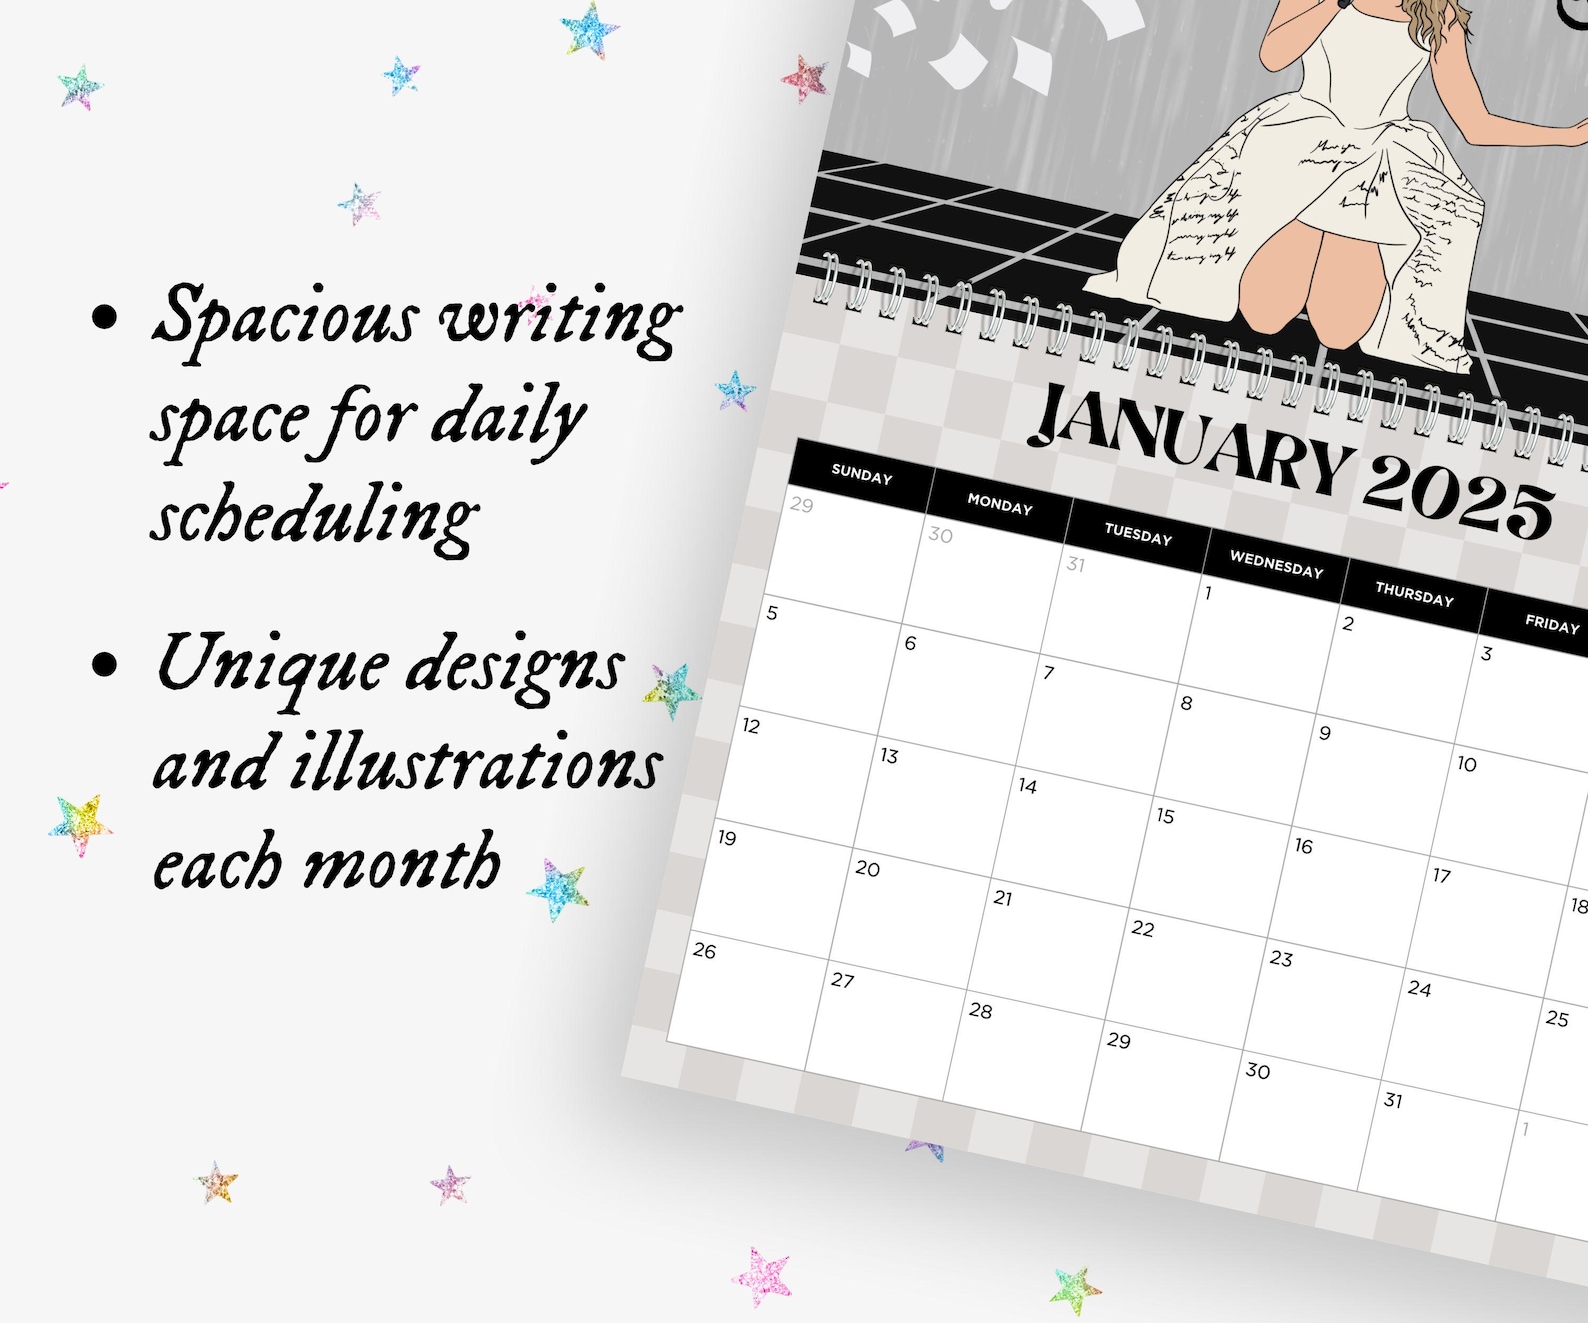 • Spacious writing
space for daily
scheduling
• Unique designs
and illustrations
each month
JANUARY 2025
SUNDAY MONDAY TUESDAY WEDNESDAY THURSDAY FRIDAY
29 30 31 1 2 3
5 6 7 8 9 10
12 13 14 15 16 17 18
19 20 21 22 23 24 25
26 27 28 29 30 31 1